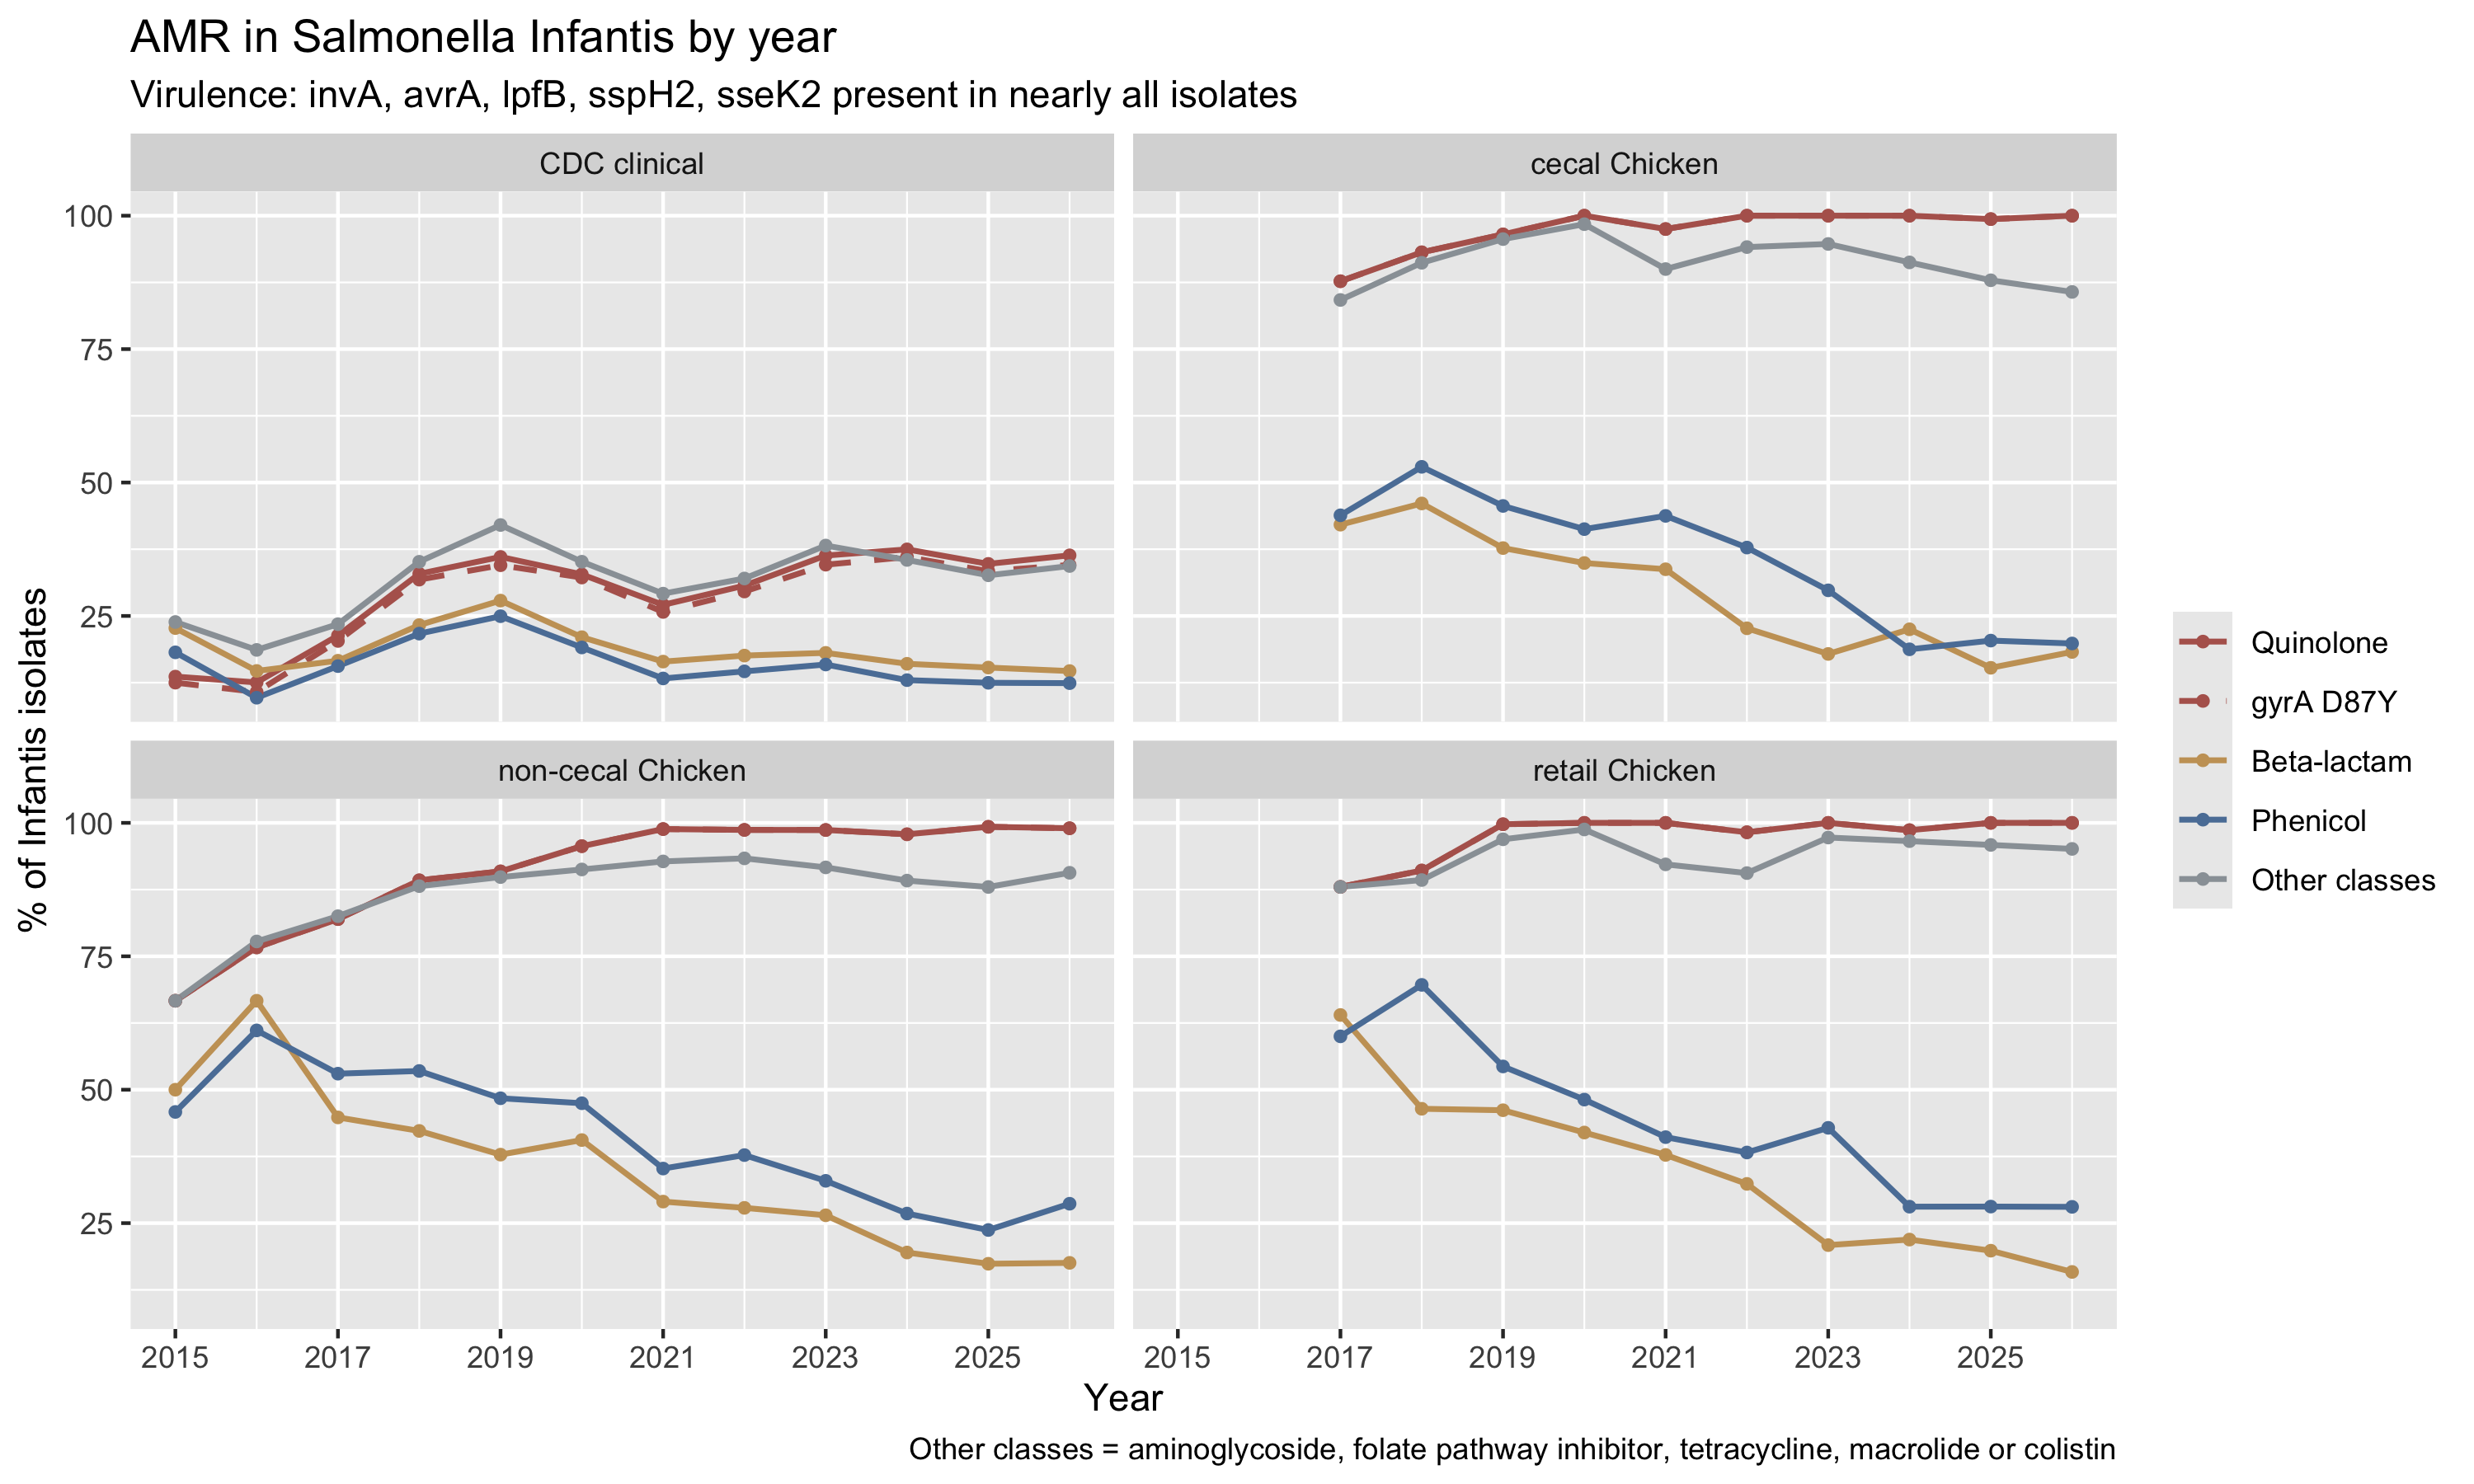 AMR in Salmonella Infantis by year
Virulence: invA, avrA, lpfB, sspH2, sseK2 present in nearly all isolates
CDC clinical
cecal Chicken
100
75
50
25
non-cecal Chicken
retail Chicken
100
75
50
25
% of Infantis isolates
2015 2017 2019 2021 2023 2025
2015 2017 2019 2021 2023 2025
Year
Quinolone
gyrA D87Y
Beta-lactam
Phenicol
Other classes
Other classes = aminoglycoside, folate pathway inhibitor, tetracycline, macrolide or colistin